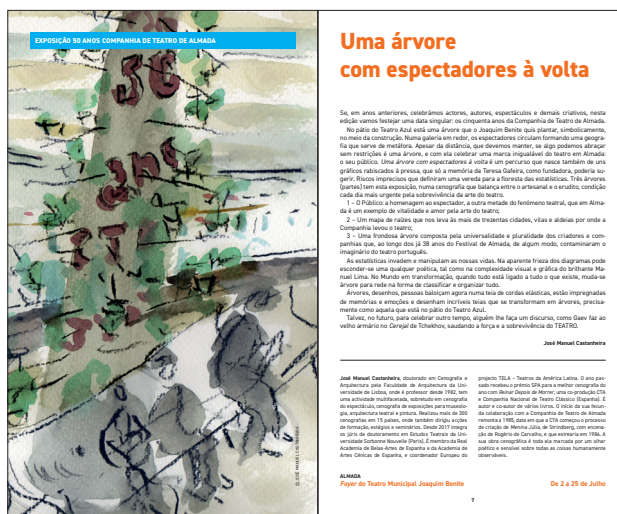 EXPOSIÇÃO 50 ANOS COMPANHIA DE TEATRO DE ALMADA
50
anos
Uma árvore
com espectadores à volta
Se, em anos anteriores, celebrámos actores, autores, espectáculos e demais criativos, nesta
edição vamos festejar uma data singular: os cinquenta anos da Companhia de Teatro de Almada.
No pátio do Teatro Azul está uma árvore que o Joaquim Benite quis plantar, simbolicamente,
no meio da construção. Numa galeria em redor, os espectadores circulam formando uma geogra-
fia que serve de metáfora. Apesar da distância, que devemos manter, se algo podemos abraçar
sem restrições é uma árvore, e com ela celebrar uma marca inigualável do teatro em Almada:
o seu público. Uma árvore com espectadores à volta é um percurso que nasce também de uns
gráficos rabiscados à pressa, que só a memória da Teresa Gafeira, como fundadora, poderia su-
gerir. Riscos imprecisos que definiram uma vereda para a floresta das estatísticas. Três árvores
(partes) tem esta exposição, numa cenografia que balança entre o artesanal e o erudito, condição
cada dia mais urgente pela sobrevivência da arte do teatro.
1 – O Público: a homenagem ao espectador, a outra metade do fenómeno teatral, que em Alma-
da é um exemplo de vitalidade e amor pela arte do teatro;
2 – Um mapa de raízes que nos leva às mais de trezentas cidades, vilas e aldeias por onde a
Companhia levou o teatro;
3 – Uma frondosa árvore composta pela universalidade e pluralidade dos criadores e com-
panhias que, ao longo dos já 38 anos do Festival de Almada, de algum modo, contaminaram o
imaginário do teatro português.
As estatísticas invadem e manipulam as nossas vidas. Na aparente frieza dos diagramas pode
esconder-se uma qualquer poética, tal como na complexidade visual e gráfica do brilhante Ma-
nuel Lima. No Mundo em transformação, quando tudo está ligado a tudo o que existe, muda-se
árvore para rede na forma de classificar e organizar tudo.
Árvores, desenhos, pessoas baloiçam agora numa teia de cordas elásticas, estão impregnadas
de memórias e emoções e desenham incríveis teias que se transformam em árvores, precisa-
mente como aquela que está no pátio do Teatro Azul.
Talvez, no futuro, para celebrar outro tempo, alguém lhe faça um discurso, como Gaev faz ao
velho armário no Cerejal de Tchekhov, saudando a força e a sobrevivência do TEATRO.
José Manuel Castanheira
José Manuel Castanheira, doutorado em Cenografia e
Arquitectura pela Faculdade de Arquitectura da Uni-
versidade de Lisboa, onde é professor desde 1982, tem
uma actividade multifacetada, sobretudo em cenografia
do espectáculo, cenografia de exposições para museolo-
gia, arquitectura teatral e pintura. Realizou mais de 300
cenografias em 15 países, onde também dirigiu acções
de formação, estágios e seminários. Desde 2017 integra
os júris de doutoramento em Estudos Teatrais da Uni-
versidade Sorbonne Nouvelle (Paris). É membro da Real
Academia de Belas-Artes de Espanha e da Academia de
Artes Cénicas de Espanha, e coordenador Europeu do
projecto TELA – Teatros da América Latina. O ano pas-
sado recebeu o prémio SPA para a melhor cenografia do
ano com Reinar Depois de Morrer, uma co-produção CTA
e Companhia Nacional de Teatro Clássico (Espanha). É
autor e co-autor de vários livros. O início da sua fecun-
da colaboração com a Companhia de Teatro de Almada
remonta a 1985, data em que a CTA começou o processo
de criação de Menina Júlia, de Strindberg, com encena-
ção de Rogério de Carvalho, e que estrearia em 1986. A
sua obra cenográfica é toda ela marcada por um olhar
poético e sensível sobre todas as coisas humanamente
observáveis.
ALMADA
Foyer do Teatro Municipal Joaquim Benite
De 2 a 25 de Julho
7